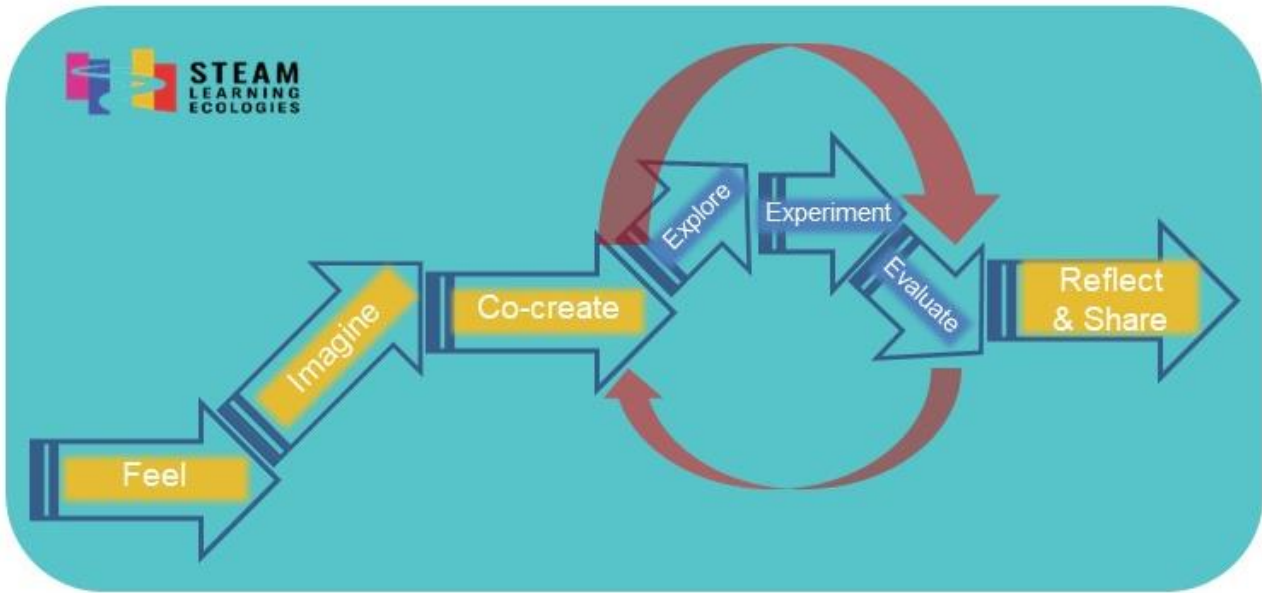 STEAM
LEARNING
ECOLOGIES
Feel
Imagine
Co-create
Explore
Experiment
Evaluate
Reflect
& Share